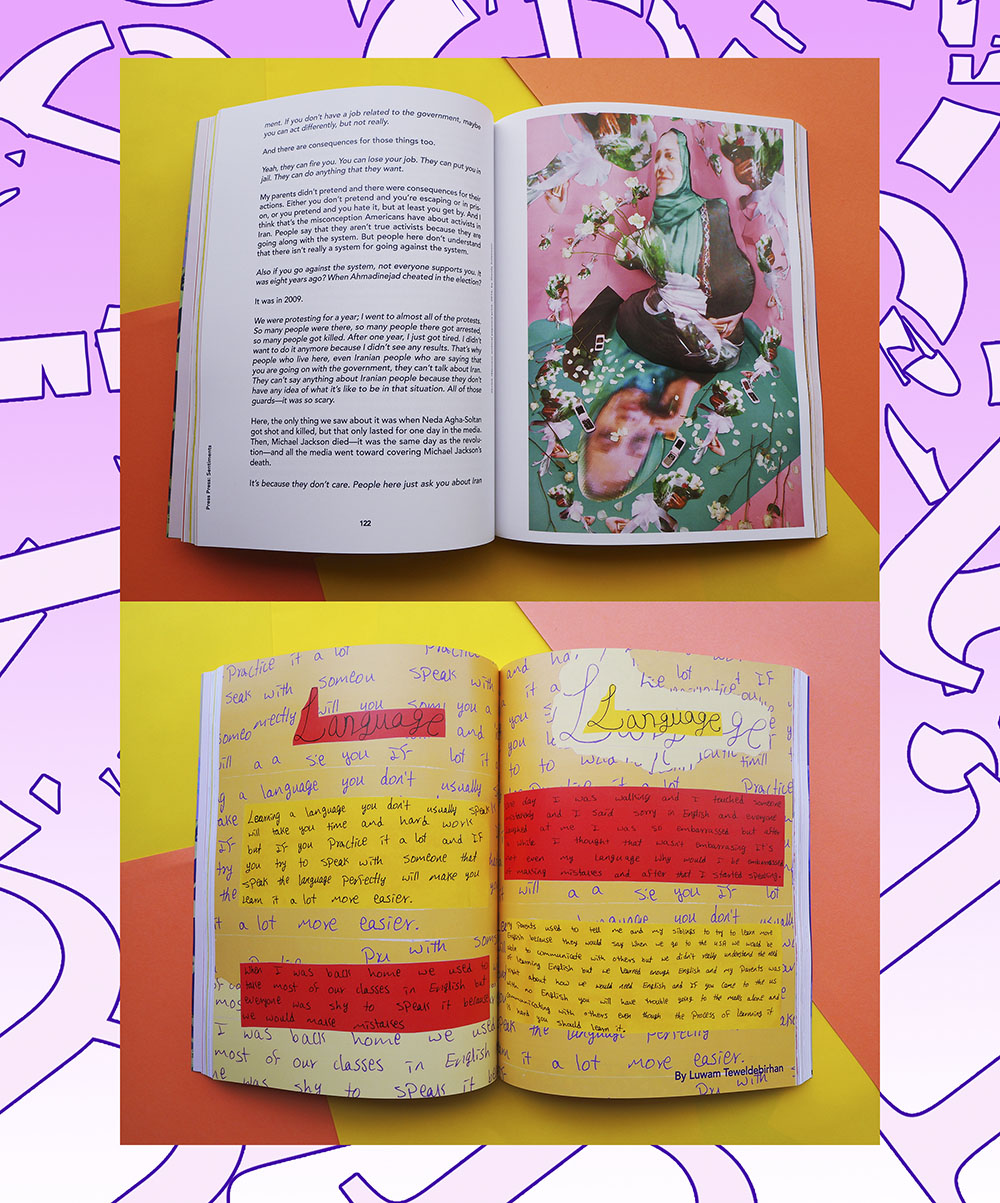 ment. If you don't have a job related to the government, maybe
you can act differently, but not really.
And there are consequences for those things too.
Yeah, they can fire you. You can lose your job. They can put you in
jail. They can do anything that they want.
My parents didn't pretend and there were consequences for their
actions. Either you don't pretend and you're escaping or in pris-
on, or you pretend and you hate it, but at least you get by. And I
think that's the misconception Americans have about activists in
Iran. People say that they aren't true activists because they are
going along with the system. But people here don't understand
that there isn't really a system for going against the system.
Also if you go against the system, not everyone supports you. It
was eight years ago? When Ahmadinejad cheated in the election?
It was in 2009.
We were protesting for a year; I went to almost all of the protests.
So many people were there, so many people there got arrested,
so many people got killed. After one year, I just got tired. I didn't
want to do it anymore because I didn't see any results. That's why
people who live here, even Iranian people who are saying that
you are going on with the government, they can't talk about Iran.
They can't say anything about Iranian people because they don't
have any idea of what it's like to be in that situation. All of those
guards—it was so scary.
Here, the only thing we saw about it was when Neda Agha-Soltan
got shot and killed, but that only lasted for one day in the media.
Then, Michael Jackson died—it was the same day as the revolu-
tion—and all the media went toward covering Michael Jackson's
death.
It's because they don't care. People here just ask you about Iran
Press Press: Sentiments
122
Practice it a lot
seak with someou speak with
Language
a language you don't usually
Learning a language you don't usually speak
will take you time and hard work
but IF you Practice it a lot and IF
you try to speak with someone that
speak the language perfectly will make you
learn it a lot more easier.
it a lot more easier.
with som
When I was back home we used to
take most of our classes in English but
everyone was shy to speak it because
we would make mistakes
I was back home we used
most of our classes in English
was shy to speak it be
Language
Practice
one day I was walking and I touched someone
and I said sorry in English and everyone
laughed at me I was so embarrassed but after
while I thought that wasn't embarrasing It's
not even my language why would I be embarrassed
making mistakes and after that I started speaking.
will a a s'e you IF lot
language you don't usually
My Parents used to tell me and my siblings to try to learn most
English because they would say when we go to the USA we would be
able to communicate with others but we didn't really understand the need
of learning English but we learned enough English and my Parents was
right about how we would need English and IF you came to the us
with no English you will have trouble going to the
communicating with others even though the Process of learning it
is hard you should learn it.
speak the language perfectly
it a lot more easier.
with
By Luwam Teweldebirhan